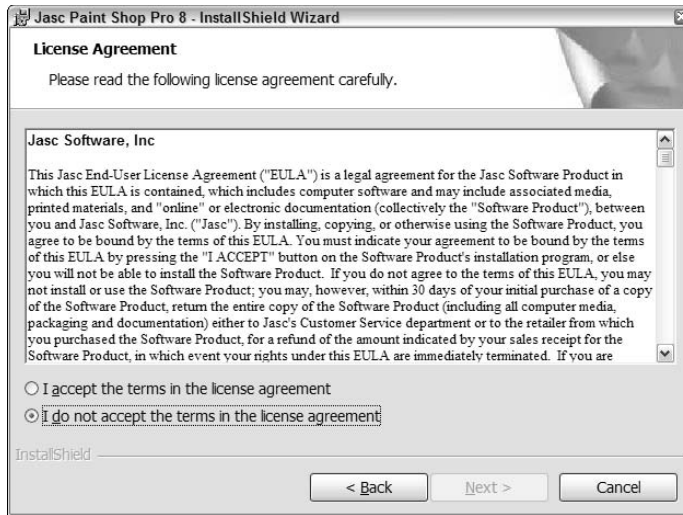 Jasc Paint Shop Pro 8 - InstallShield Wizard
License Agreement
Please read the following license agreement carefully.
Jasc Software, Inc
This Jasc End-User License Agreement ("EULA") is a legal agreement for the Jasc Software Product in
which this EULA is contained, which includes computer software and may include associated media,
printed materials, and "online" or electronic documentation (collectively the "Software Product"), between
you and Jasc Software, Inc. ("Jasc"). By installing, copying, or otherwise using the Software Product, you
agree to be bound by the terms of this EULA. You must indicate your agreement to be bound by the terms
of this EULA by pressing the "I ACCEPT" button on the Software Product's installation program, or else
you will not be able to install the Software Product.  If you do not agree to the terms of this EULA, you may
not install or use the Software Product; you may, however, within 30 days of your initial purchase of a copy
of the Software Product, return the entire copy of the Software Product (including all computer media,
packaging and documentation) either to Jasc's Customer Service department or to the retailer from which
you purchased the Software Product, for a refund of the amount indicated by your sales receipt for the
Software Product, in which event your rights under this EULA are immediately terminated.  If you are
I accept the terms in the license agreement
I do not accept the terms in the license agreement
InstallShield
< Back Next > Cancel